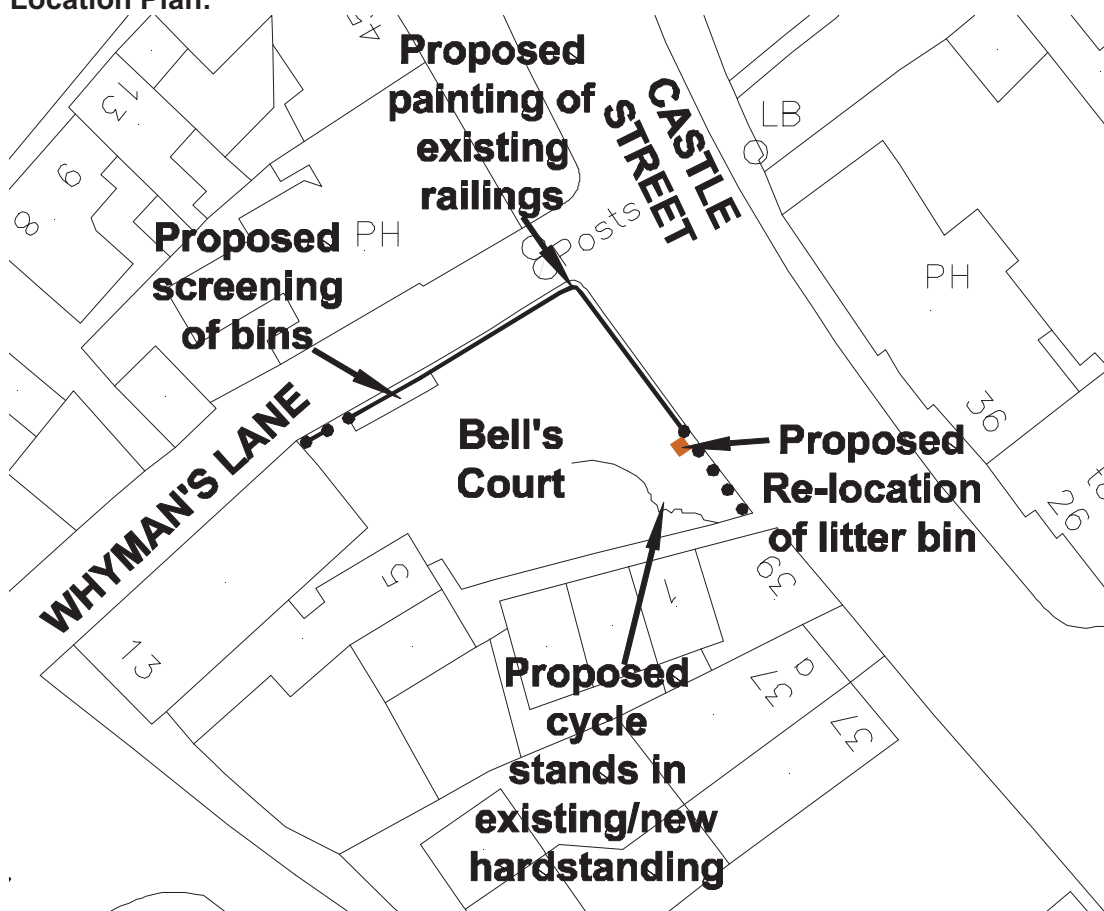 Location Plan:
45
Proposed
painting of
existing
railings
CASTLE
STREET
LB
13
9
8
PH
Posts
Proposed
screening
of bins
PH
WHYMAN'S LANE
Bell's
Court
36
Proposed
Re-location
of litter bin
26
5
1
39
13
37 a
37
Proposed
cycle
stands in
existing/new
hardstanding